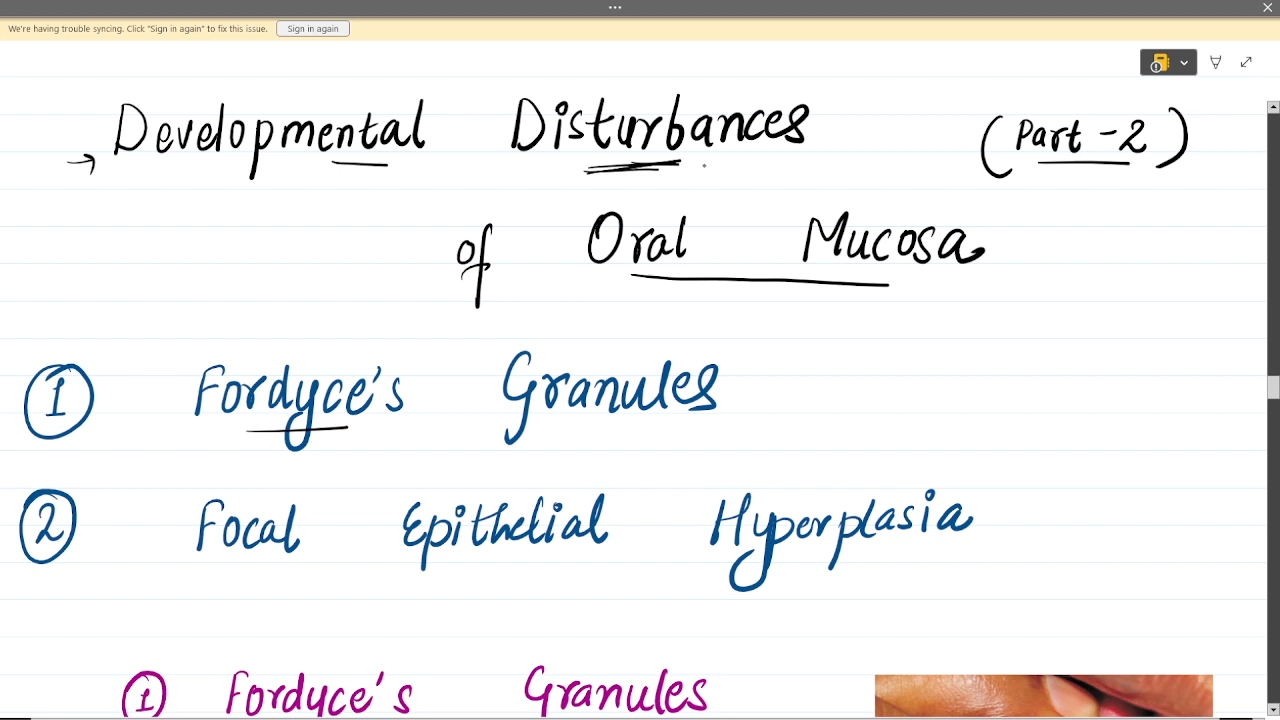 We're having trouble syncing. Click "Sign in again" to fix this issue. Sign in again
→ Developmental Disturbances (Part-2)
of Oral Mucosa
1 Fordyce's Granules
2 Focal Epithelial Hyperplasia
1 Fordyce's Granules